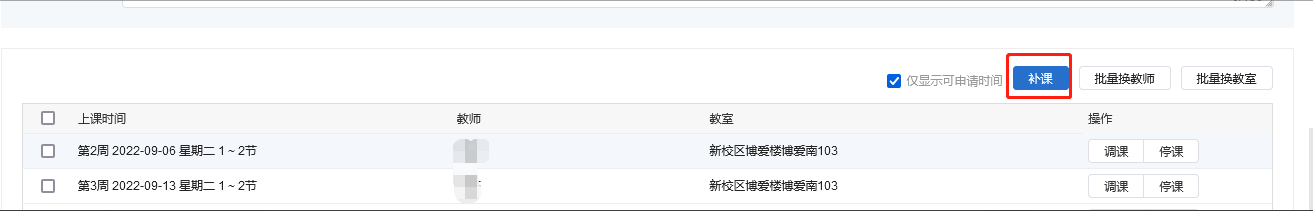 仅显示可申请时间 补课 批量换教师 批量换教室
上课时间 教师 教室 操作
第2周 2022-09-06 星期二 1 ~ 2节 新校区博爱楼博爱南103 调课 停课
第3周 2022-09-13 星期二 1 ~ 2节 新校区博爱楼博爱南103 调课 停课